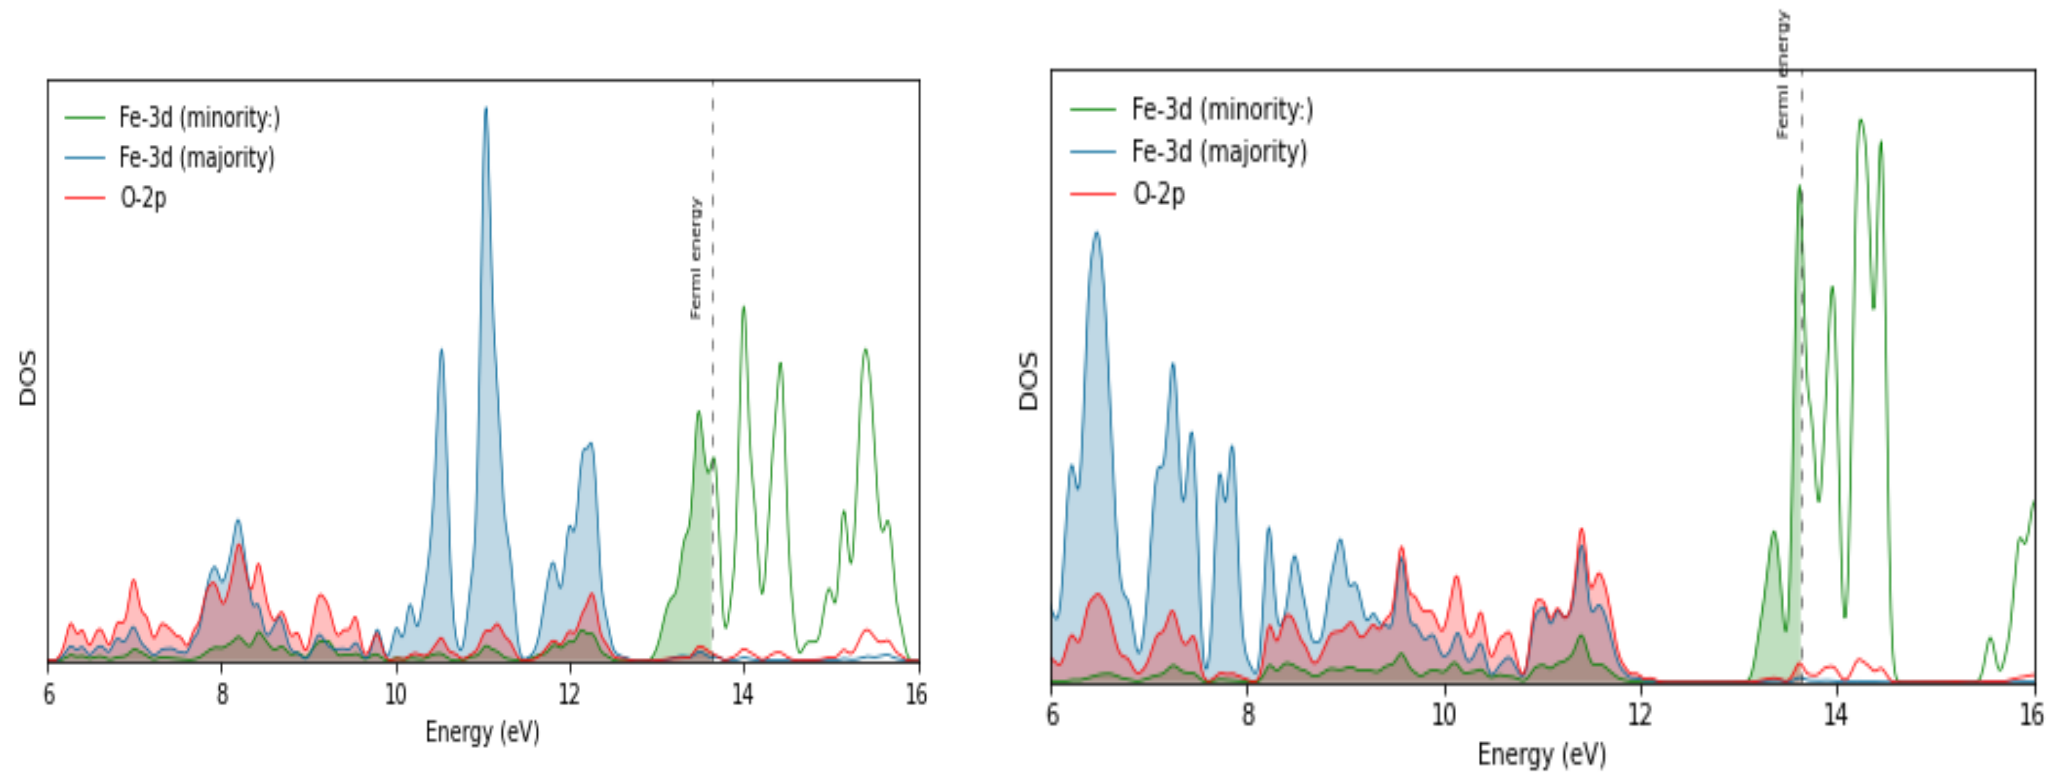 Fe-3d (minority:)
Fe-3d (majority)
O-2p
Fermi energy
DOS
6 8 10 12 14 16
Energy (eV)
Fermi energy
Fe-3d (minority:)
Fe-3d (majority)
O-2p
DOS
6 8 10 12 14 16
Energy (eV)